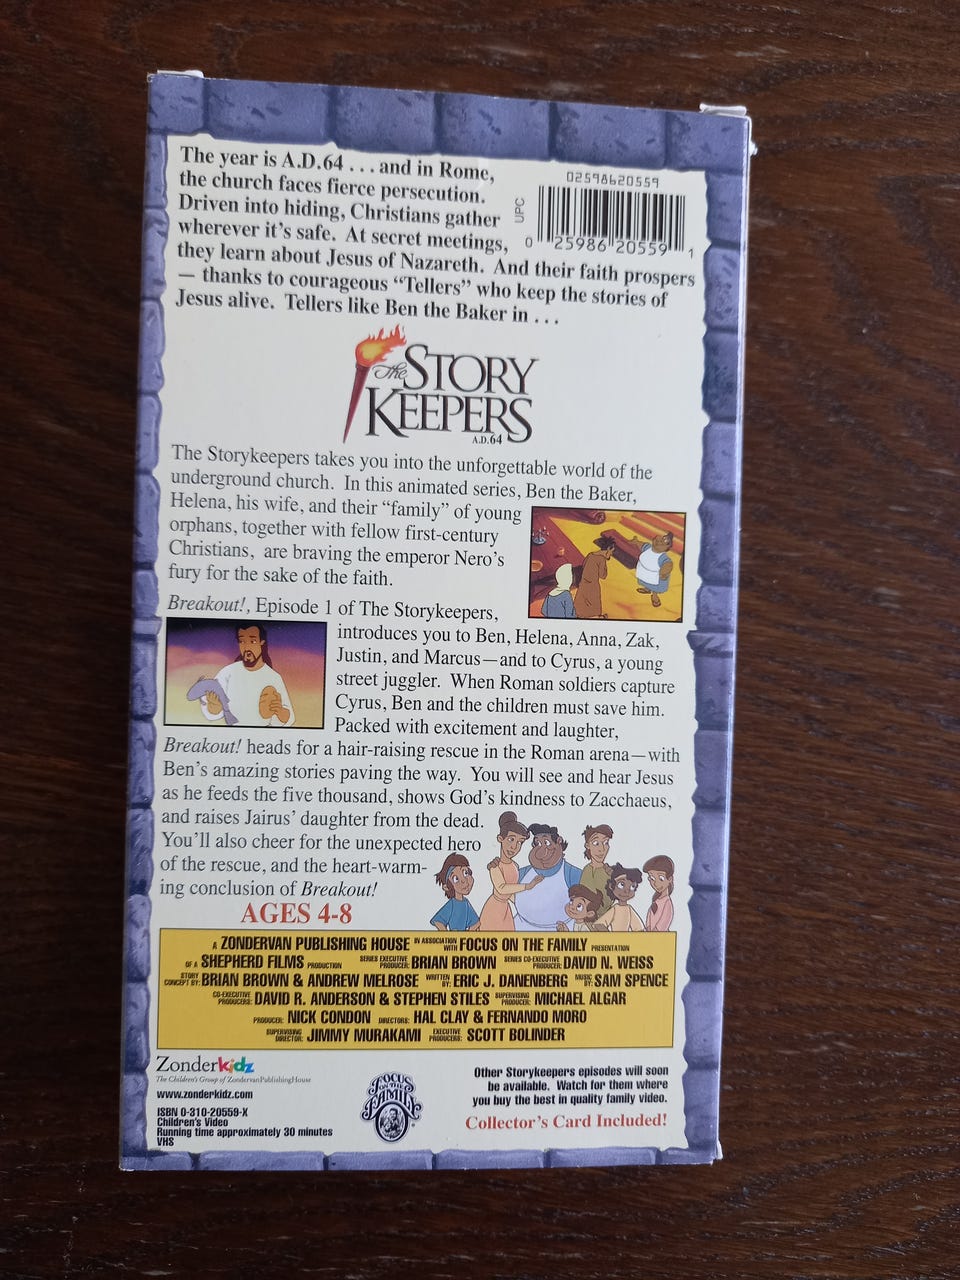 The year is A.D.64 . . . and in Rome,
the church faces fierce persecution.
Driven into hiding, Christians gather
wherever it's safe. At secret meetings,
they learn about Jesus of Nazareth. And their faith prospers
— thanks to courageous “Tellers” who keep the stories of
Jesus alive. Tellers like Ben the Baker in . . .
02598620559
UPC
0 25986 20559 1
The STORY
KEEPERS
A.D.64
The Storykeepers takes you into the unforgettable world of the
underground church. In this animated series, Ben the Baker,
Helena, his wife, and their “family” of young
orphans, together with fellow first-century
Christians, are braving the emperor Nero's
fury for the sake of the faith.
Breakout!, Episode 1 of The Storykeepers,
introduces you to Ben, Helena, Anna, Zak,
Justin, and Marcus—and to Cyrus, a young
street juggler. When Roman soldiers capture
Cyrus, Ben and the children must save him.
Packed with excitement and laughter,
Breakout! heads for a hair-raising rescue in the Roman arena—with
Ben's amazing stories paving the way. You will see and hear Jesus
as he feeds the five thousand, shows God's kindness to Zacchaeus,
and raises Jairus' daughter from the dead.
You'll also cheer for the unexpected hero
of the rescue, and the heart-warm-
ing conclusion of Breakout!
AGES 4-8
A ZONDERVAN PUBLISHING HOUSE IN ASSOCIATION WITH FOCUS ON THE FAMILY PRESENTATION
OF A SHEPHERD FILMS PRODUCTION SERIES EXECUTIVE PRODUCER: BRIAN BROWN SERIES CO-EXECUTIVE PRODUCER: DAVID N. WEISS
STORY CONCEPT BY: BRIAN BROWN & ANDREW MELROSE WRITTEN BY: ERIC J. DANENBERG MUSIC BY: SAM SPENCE
CO-EXECUTIVE PRODUCERS: DAVID R. ANDERSON & STEPHEN STILES SUPERVISING PRODUCER: MICHAEL ALGAR
PRODUCER: NICK CONDON DIRECTORS: HAL CLAY & FERNANDO MORO
SUPERVISING DIRECTOR: JIMMY MURAKAMI EXECUTIVE PRODUCERS: SCOTT BOLINDER
Zonderkidz
The Children's Group of ZondervanPublishingHouse
www.zonderkidz.com
ISBN 0-310-20559-X
Children's Video
Running time approximately 30 minutes
VHS
FOCUS
ON THE
FAMILY
®
Other Storykeepers episodes will soon
be available. Watch for them where
you buy the best in quality family video.
Collector's Card Included!